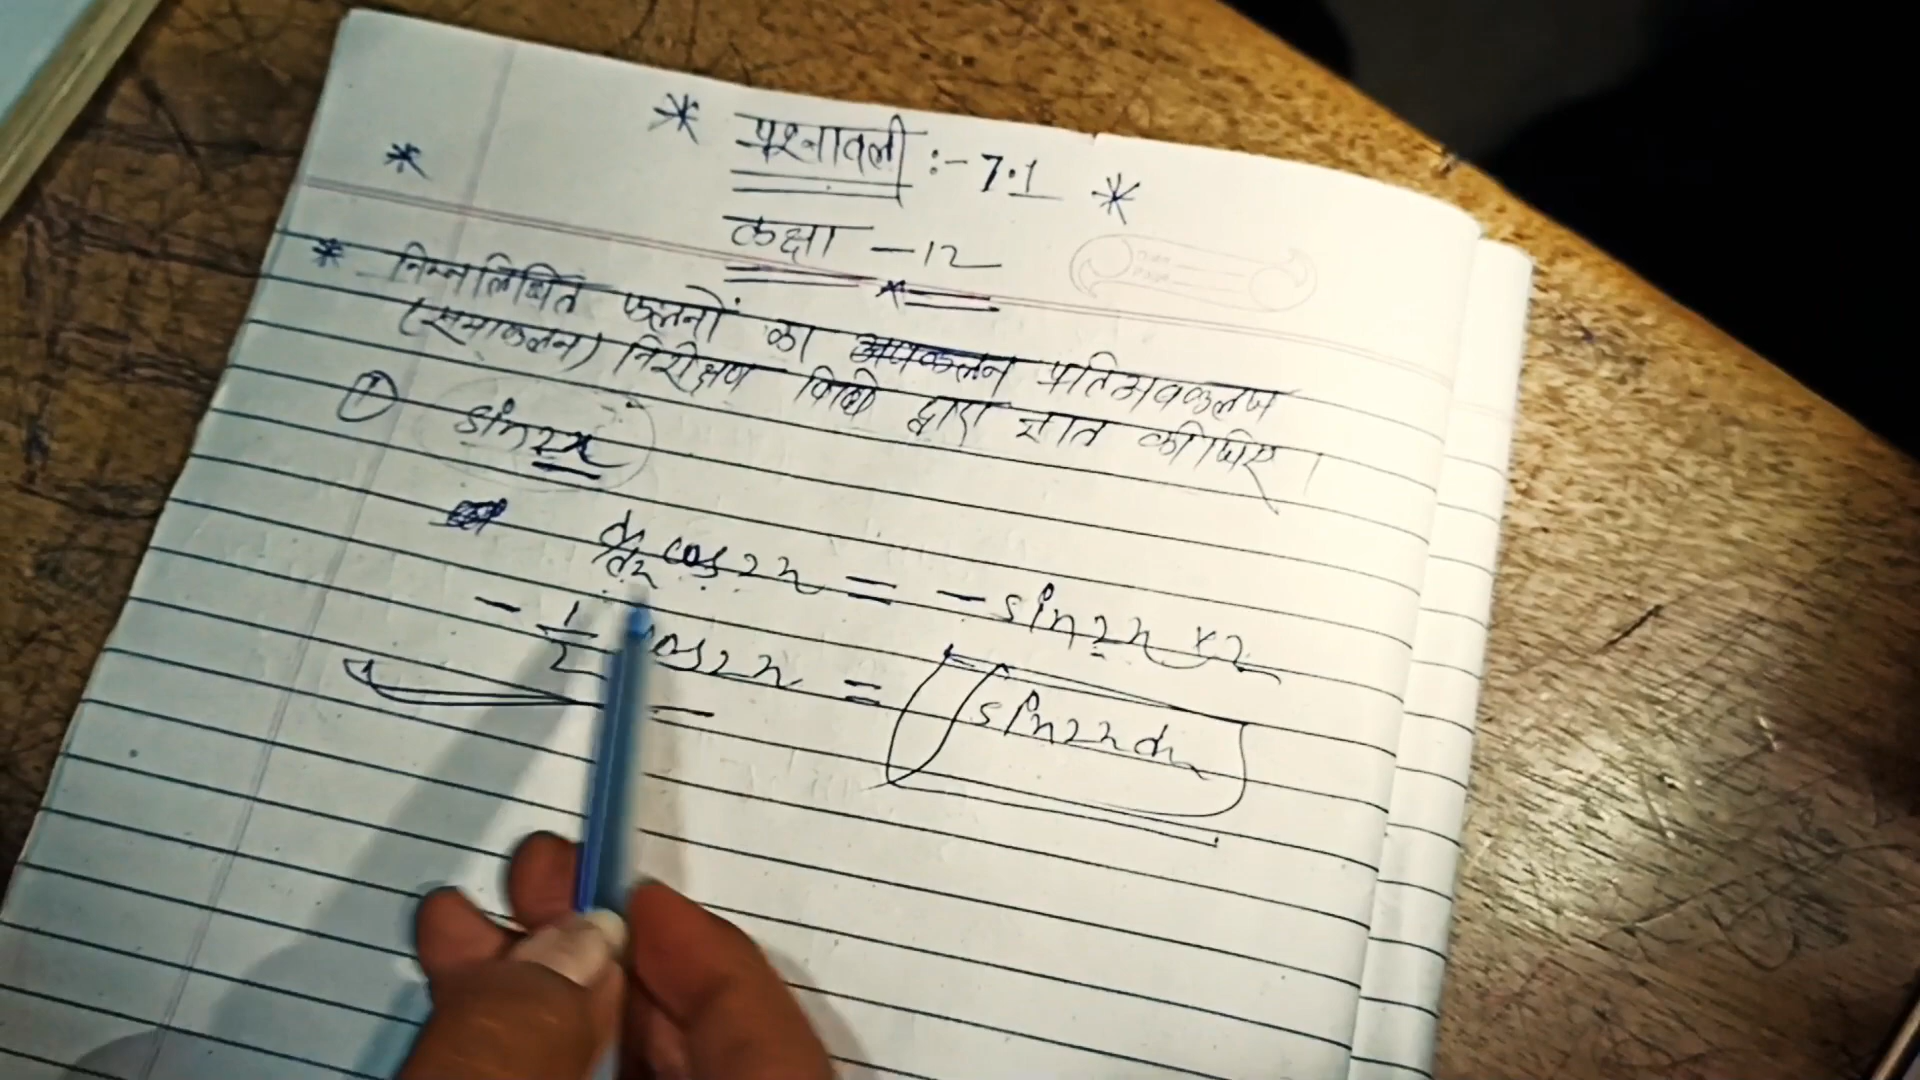 * प्रश्नावली :- 7.1 *
*
कक्षा - 12
* निम्नलिखित फलनों का प्रतिअवकलज
(समाकलन) निरीक्षण विधि द्वारा ज्ञात कीजिए।
① sin2x
d/dx cos2x = - sin2x × 2
- 1/2 cos2x = ∫ sin2x dx